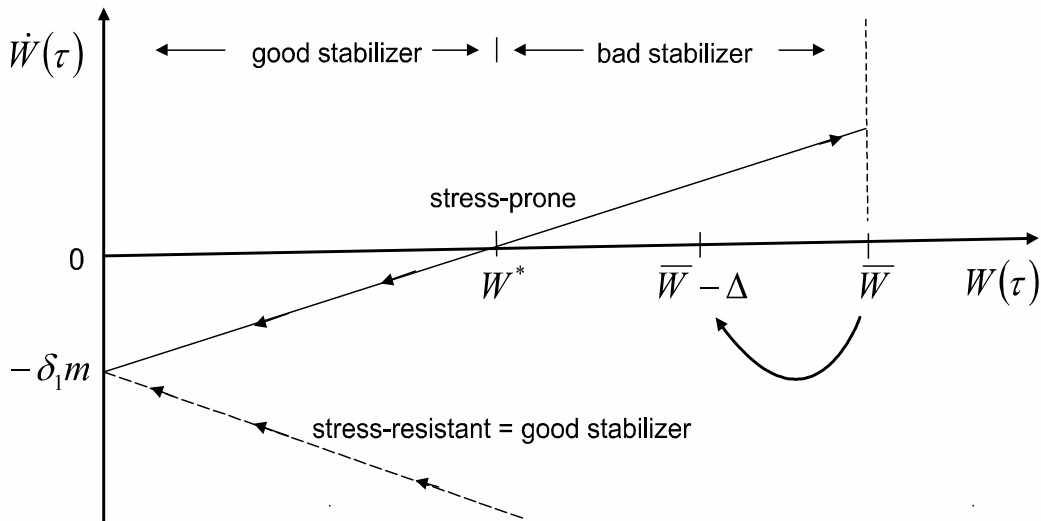 Ẇ(τ)
good stabilizer
bad stabilizer
stress-prone
0
W*
W̅ − Δ
W̅
W(τ)
−δ₁m
stress-resistant = good stabilizer